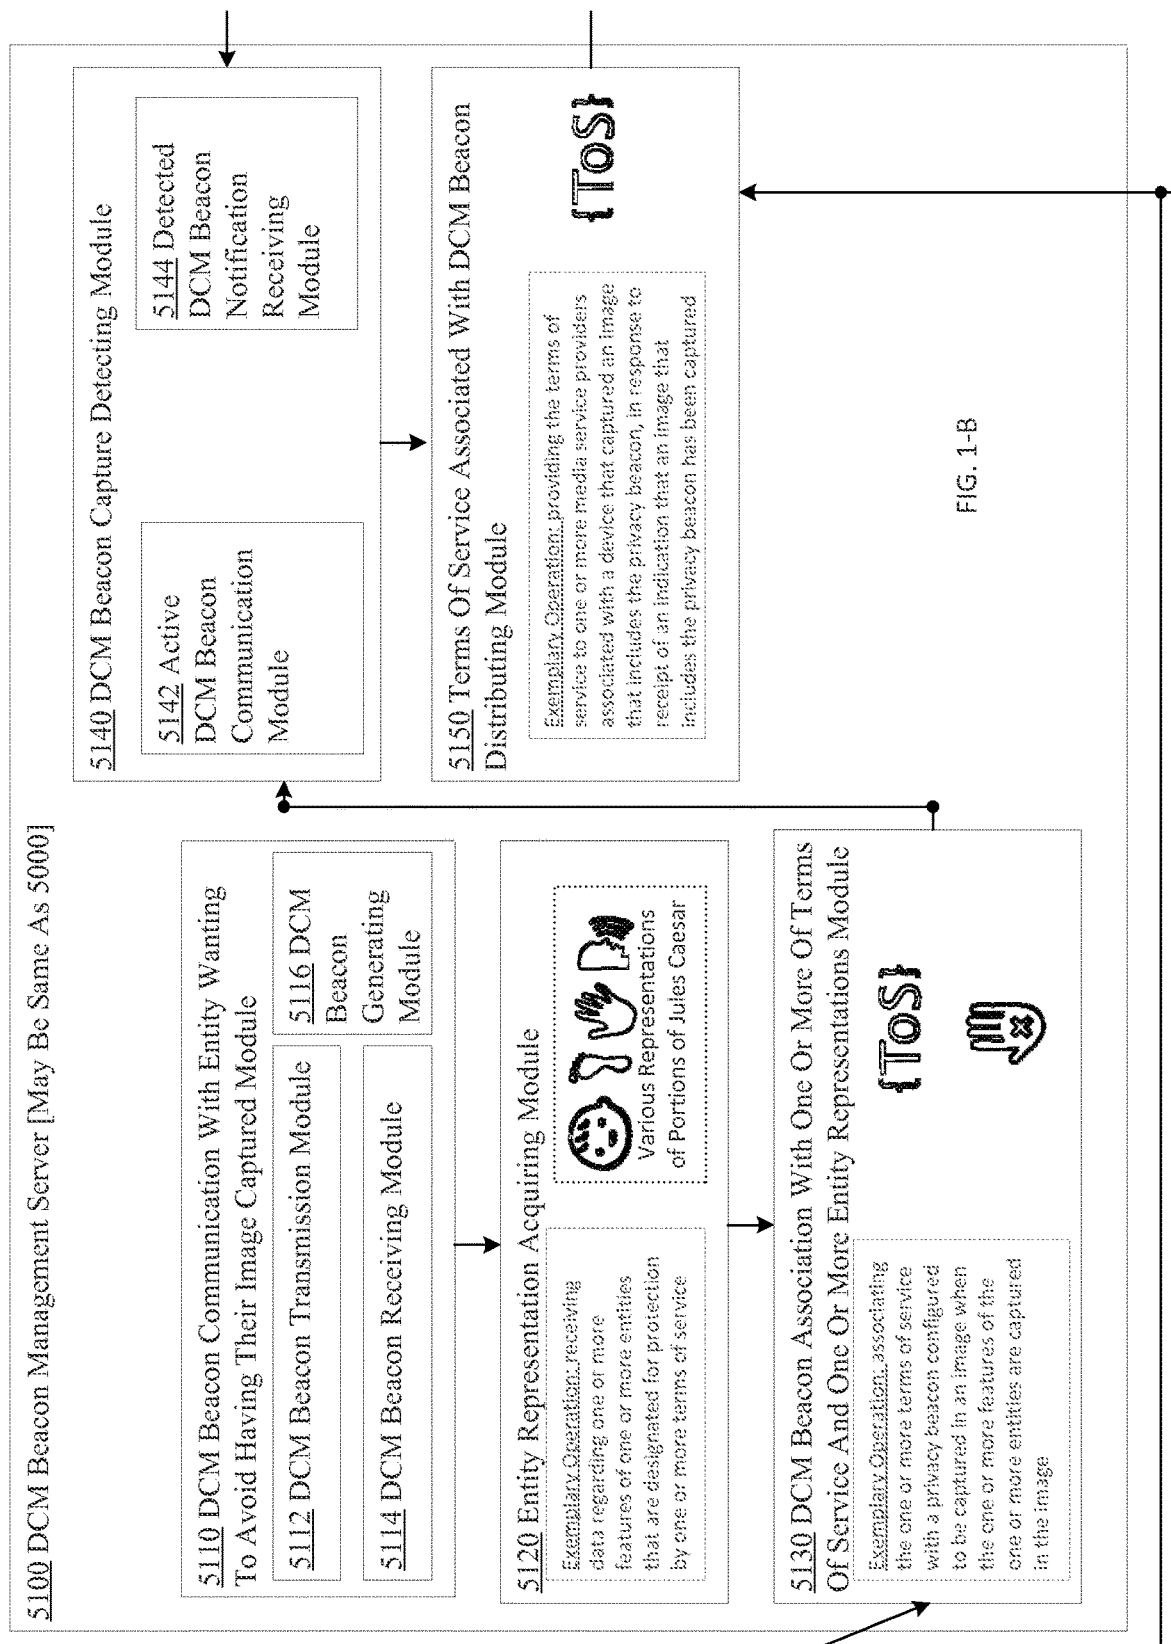 5100 DCM Beacon Management Server [May Be Same As 5000]
5110 DCM Beacon Communication With Entity Wanting
To Avoid Having Their Image Captured Module
5112 DCM Beacon Transmission Module
5114 DCM Beacon Receiving Module
5116 DCM
Beacon
Generating
Module
5120 Entity Representation Acquiring Module
Exemplary Operation: receiving
data regarding one or more
features of one or more entities
that are designated for protection
by one or more terms of service
Various Representations
of Portions of Jules Caesar
5130 DCM Beacon Association With One Or More Of Terms
Of Service And One Or More Entity Representations Module
Exemplary Operation: associating
the one or more terms of service
with a privacy beacon configured
to be captured in an image when
the one or more features of the
one or more entities are captured
in the image
{ToS}
5140 DCM Beacon Capture Detecting Module
5142 Active
DCM Beacon
Communication
Module
5144 Detected
DCM Beacon
Notification
Receiving
Module
5150 Terms Of Service Associated With DCM Beacon
Distributing Module
Exemplary Operation: providing the terms of
service to one or more media service providers
associated with a device that captured an image
that includes the privacy beacon, in response to
receipt of an indication that an image that
includes the privacy beacon has been captured
{ToS}
FIG. 1-B